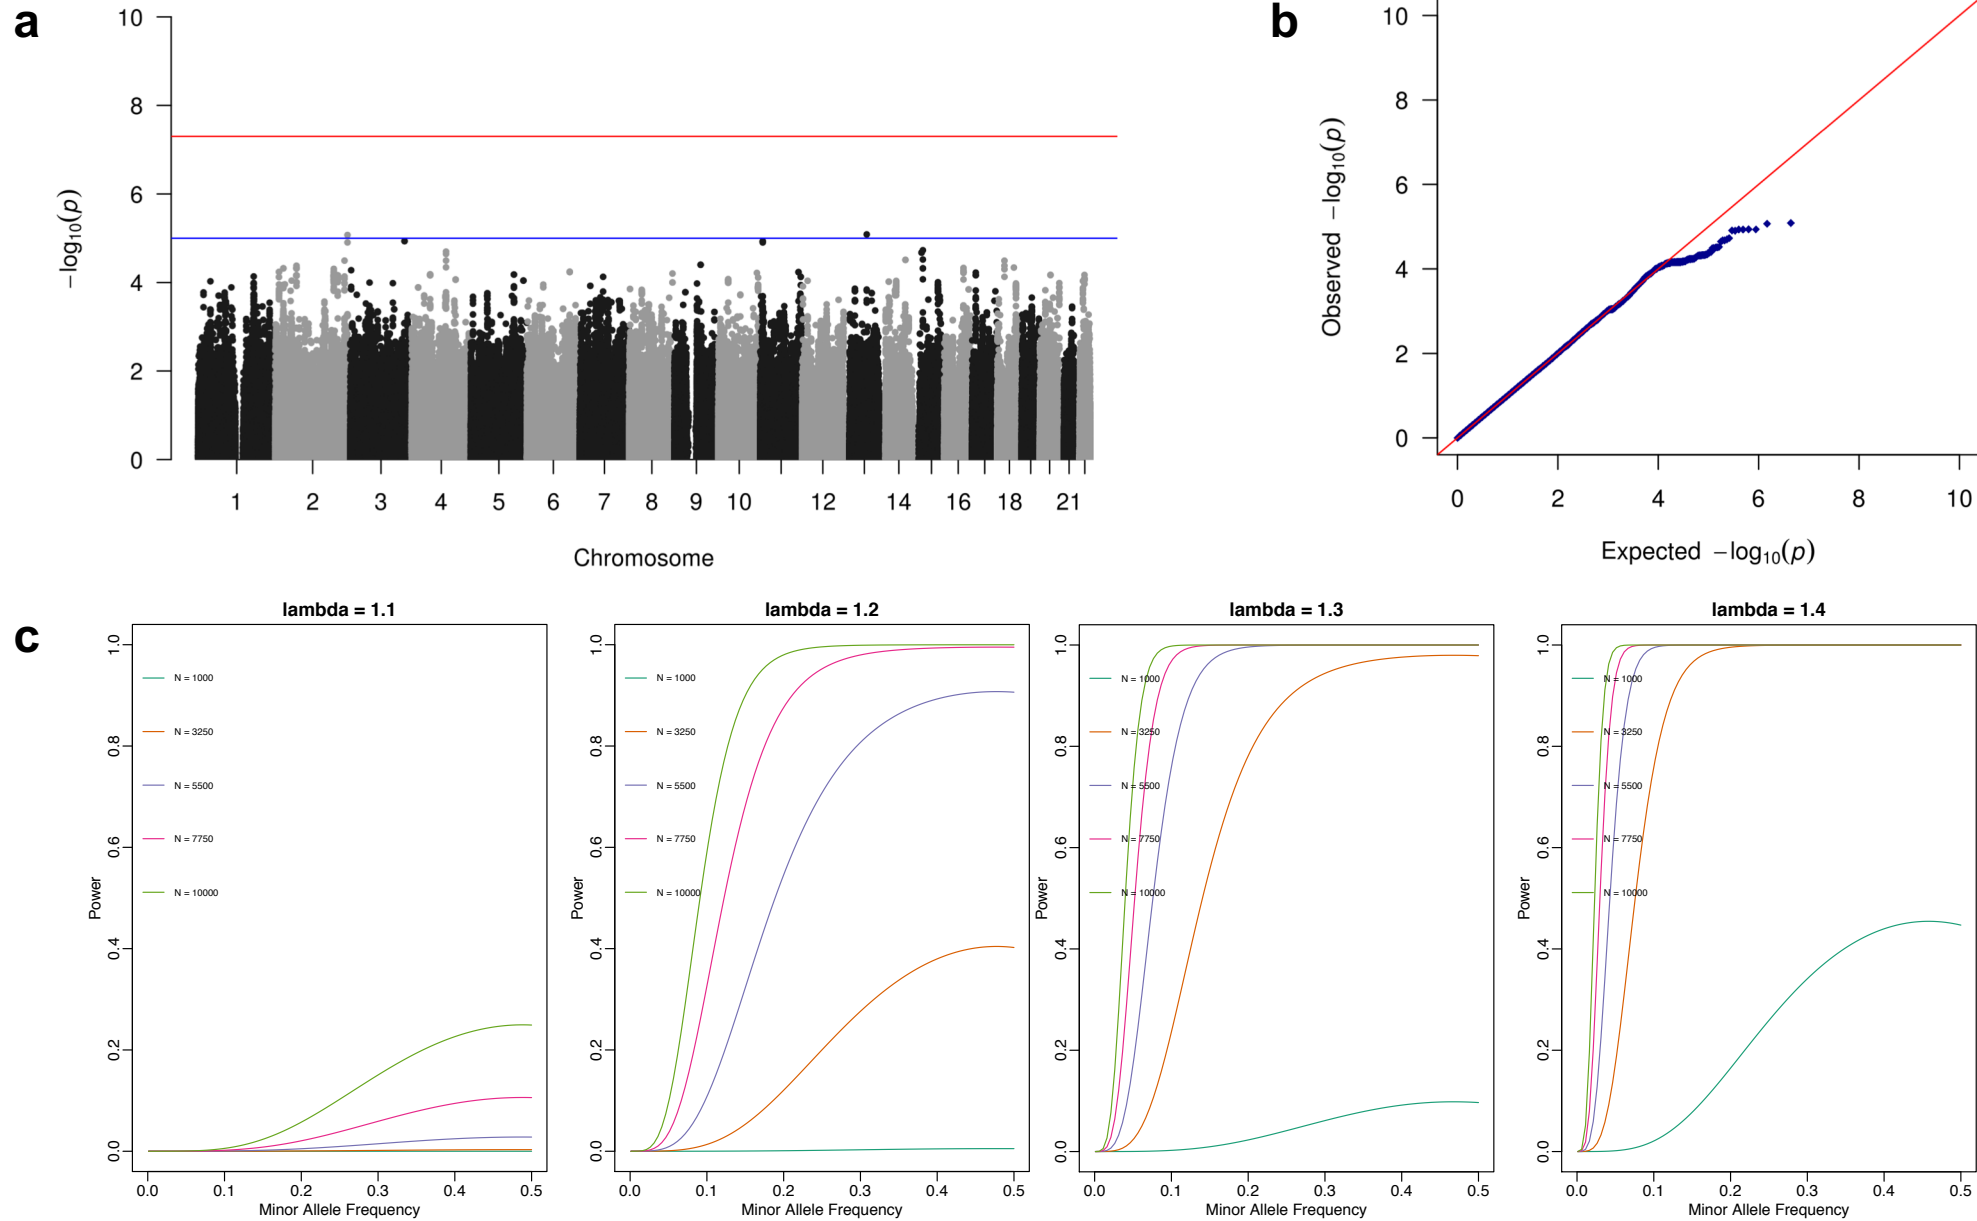 a
10
8
6
4
2
0
−log10(p)
1 2 3 4 5 6 7 8 9 10 12 14 16 18 21
Chromosome
b
10
8
6
4
2
0
Observed −log10(p)
0 2 4 6 8 10
Expected −log10(p)
c
lambda = 1.1
1.0
0.8
0.6
0.4
0.2
0.0
Power
N = 1000
N = 3250
N = 5500
N = 7750
N = 10000
0.0 0.1 0.2 0.3 0.4 0.5
Minor Allele Frequency
lambda = 1.2
1.0
0.8
0.6
0.4
0.2
0.0
Power
N = 1000
N = 3250
N = 5500
N = 7750
N = 10000
0.0 0.1 0.2 0.3 0.4 0.5
Minor Allele Frequency
lambda = 1.3
1.0
0.8
0.6
0.4
0.2
0.0
Power
N = 1000
N = 3250
N = 5500
N = 7750
N = 10000
0.0 0.1 0.2 0.3 0.4 0.5
Minor Allele Frequency
lambda = 1.4
1.0
0.8
0.6
0.4
0.2
0.0
Power
N = 1000
N = 3250
N = 5500
N = 7750
N = 10000
0.0 0.1 0.2 0.3 0.4 0.5
Minor Allele Frequency